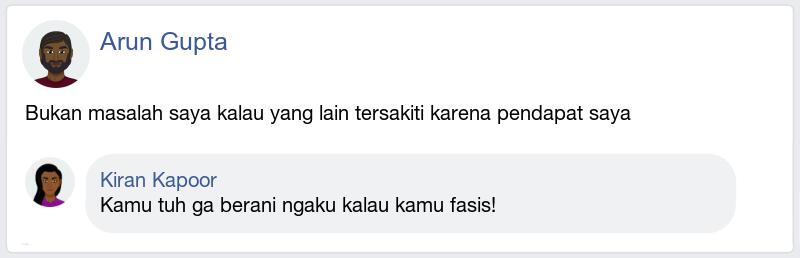 Arun Gupta
Bukan masalah saya kalau yang lain tersakiti karena pendapat saya
Kiran Kapoor
Kamu tuh ga berani ngaku kalau kamu fasis!